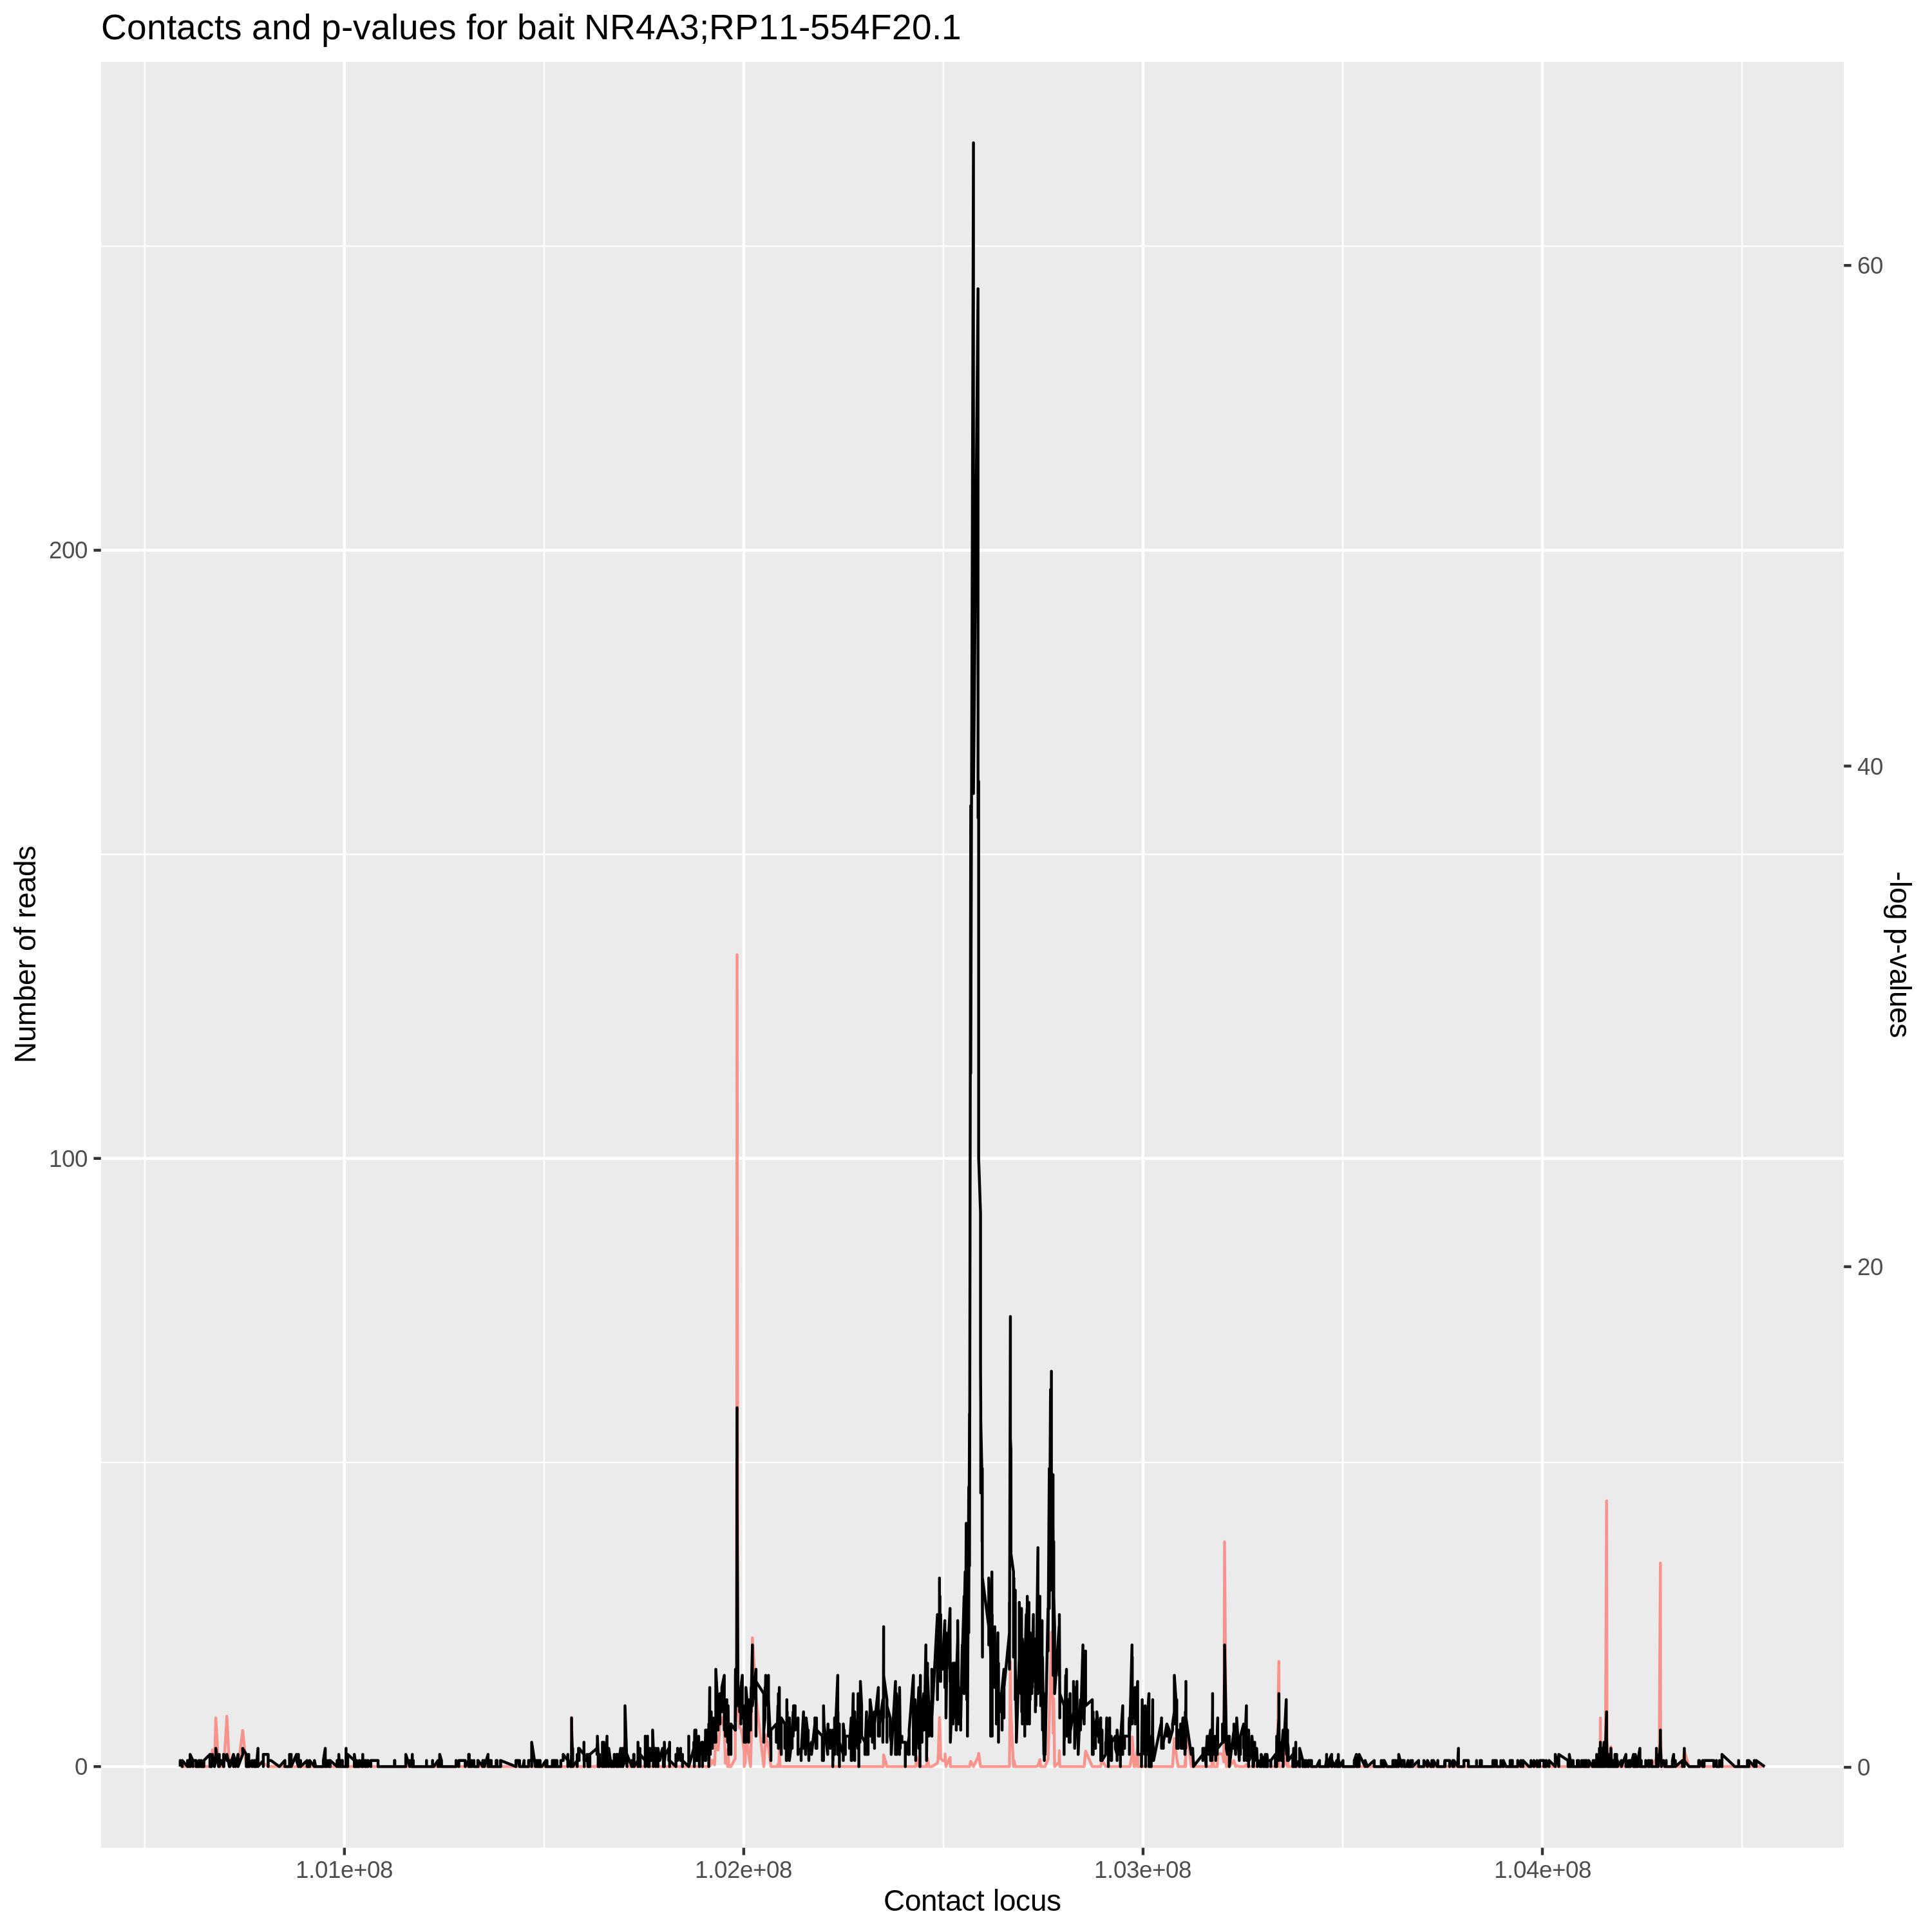 Contacts and p-values for bait NR4A3;RP11-554F20.1
Number of reads
200
100
0
60
40
20
0
-log p-values
1.01e+08 1.02e+08 1.03e+08 1.04e+08
Contact locus